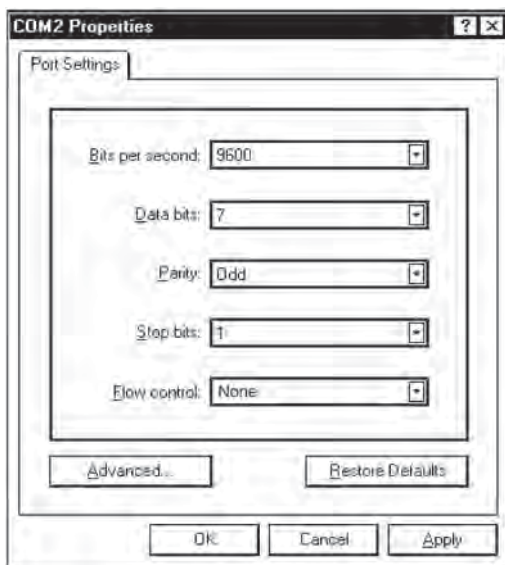 COM2 Properties ? X
Port Settings
Bits per second: 9600
Data bits: 7
Parity: Odd
Stop bits: 1
Flow control: None
Advanced... Restore Defaults
OK Cancel Apply